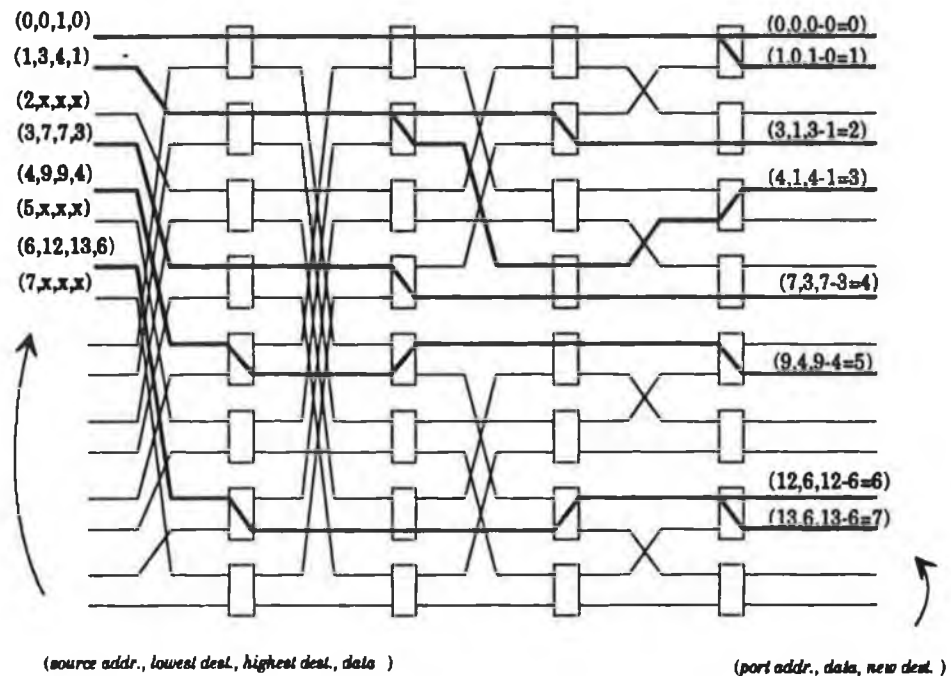 (0,0,1,0)
(1,3,4,1)
(2,x,x,x)
(3,7,7,3)
(4,9,9,4)
(5,x,x,x)
(6,12,13,6)
(7,x,x,x)
(0,0,0-0=0)
(1,0,1-0=1)
(3,1,3-1=2)
(4,1,4-1=3)
(7,3,7-3=4)
(9,4,9-4=5)
(12,6,12-6=6)
(13,6,13-6=7)
(source addr., lowest dest., highest dest., data )
(port addr., data, new dest. )